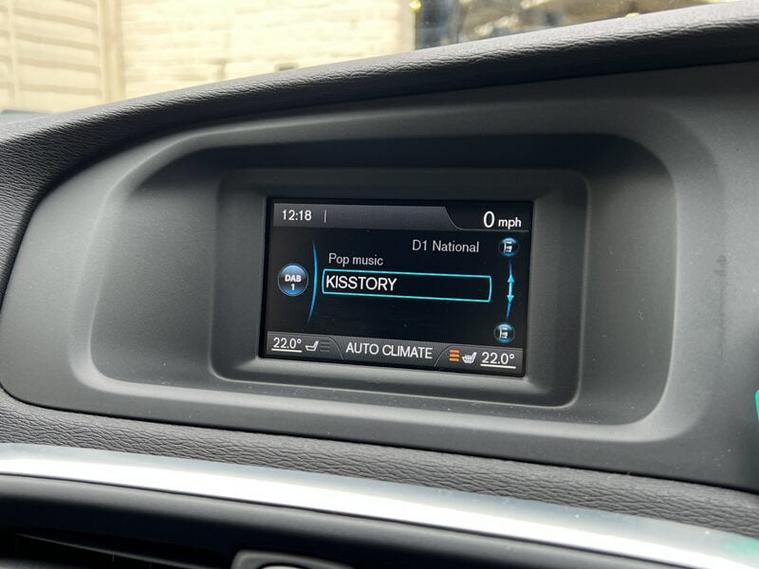 12:18 | 0 mph
D1 National
Pop music
DAB
1
KISSTORY
22.0° AUTO CLIMATE 22.0°